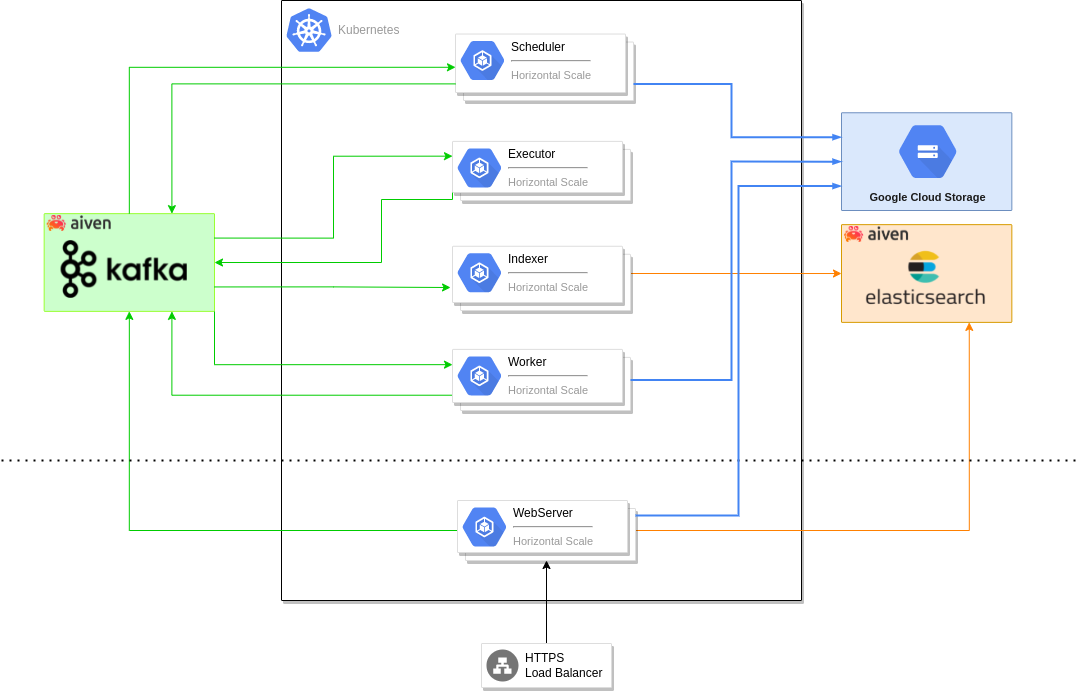 Kubernetes
Scheduler
Horizontal Scale
Executor
Horizontal Scale
Google Cloud Storage
aiven
kafka
aiven
elasticsearch
Indexer
Horizontal Scale
Worker
Horizontal Scale
WebServer
Horizontal Scale
HTTPS
Load Balancer